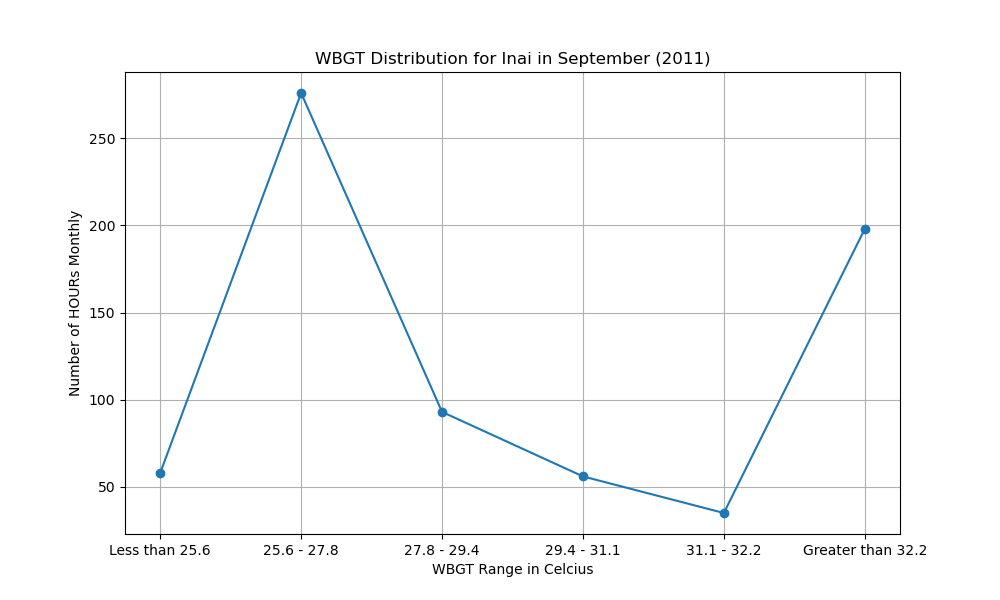 WBGT Distribution for Inai in September (2011)
Number of HOURs Monthly
250
200
150
100
50
Less than 25.6
25.6 - 27.8
27.8 - 29.4
29.4 - 31.1
31.1 - 32.2
Greater than 32.2
WBGT Range in Celcius